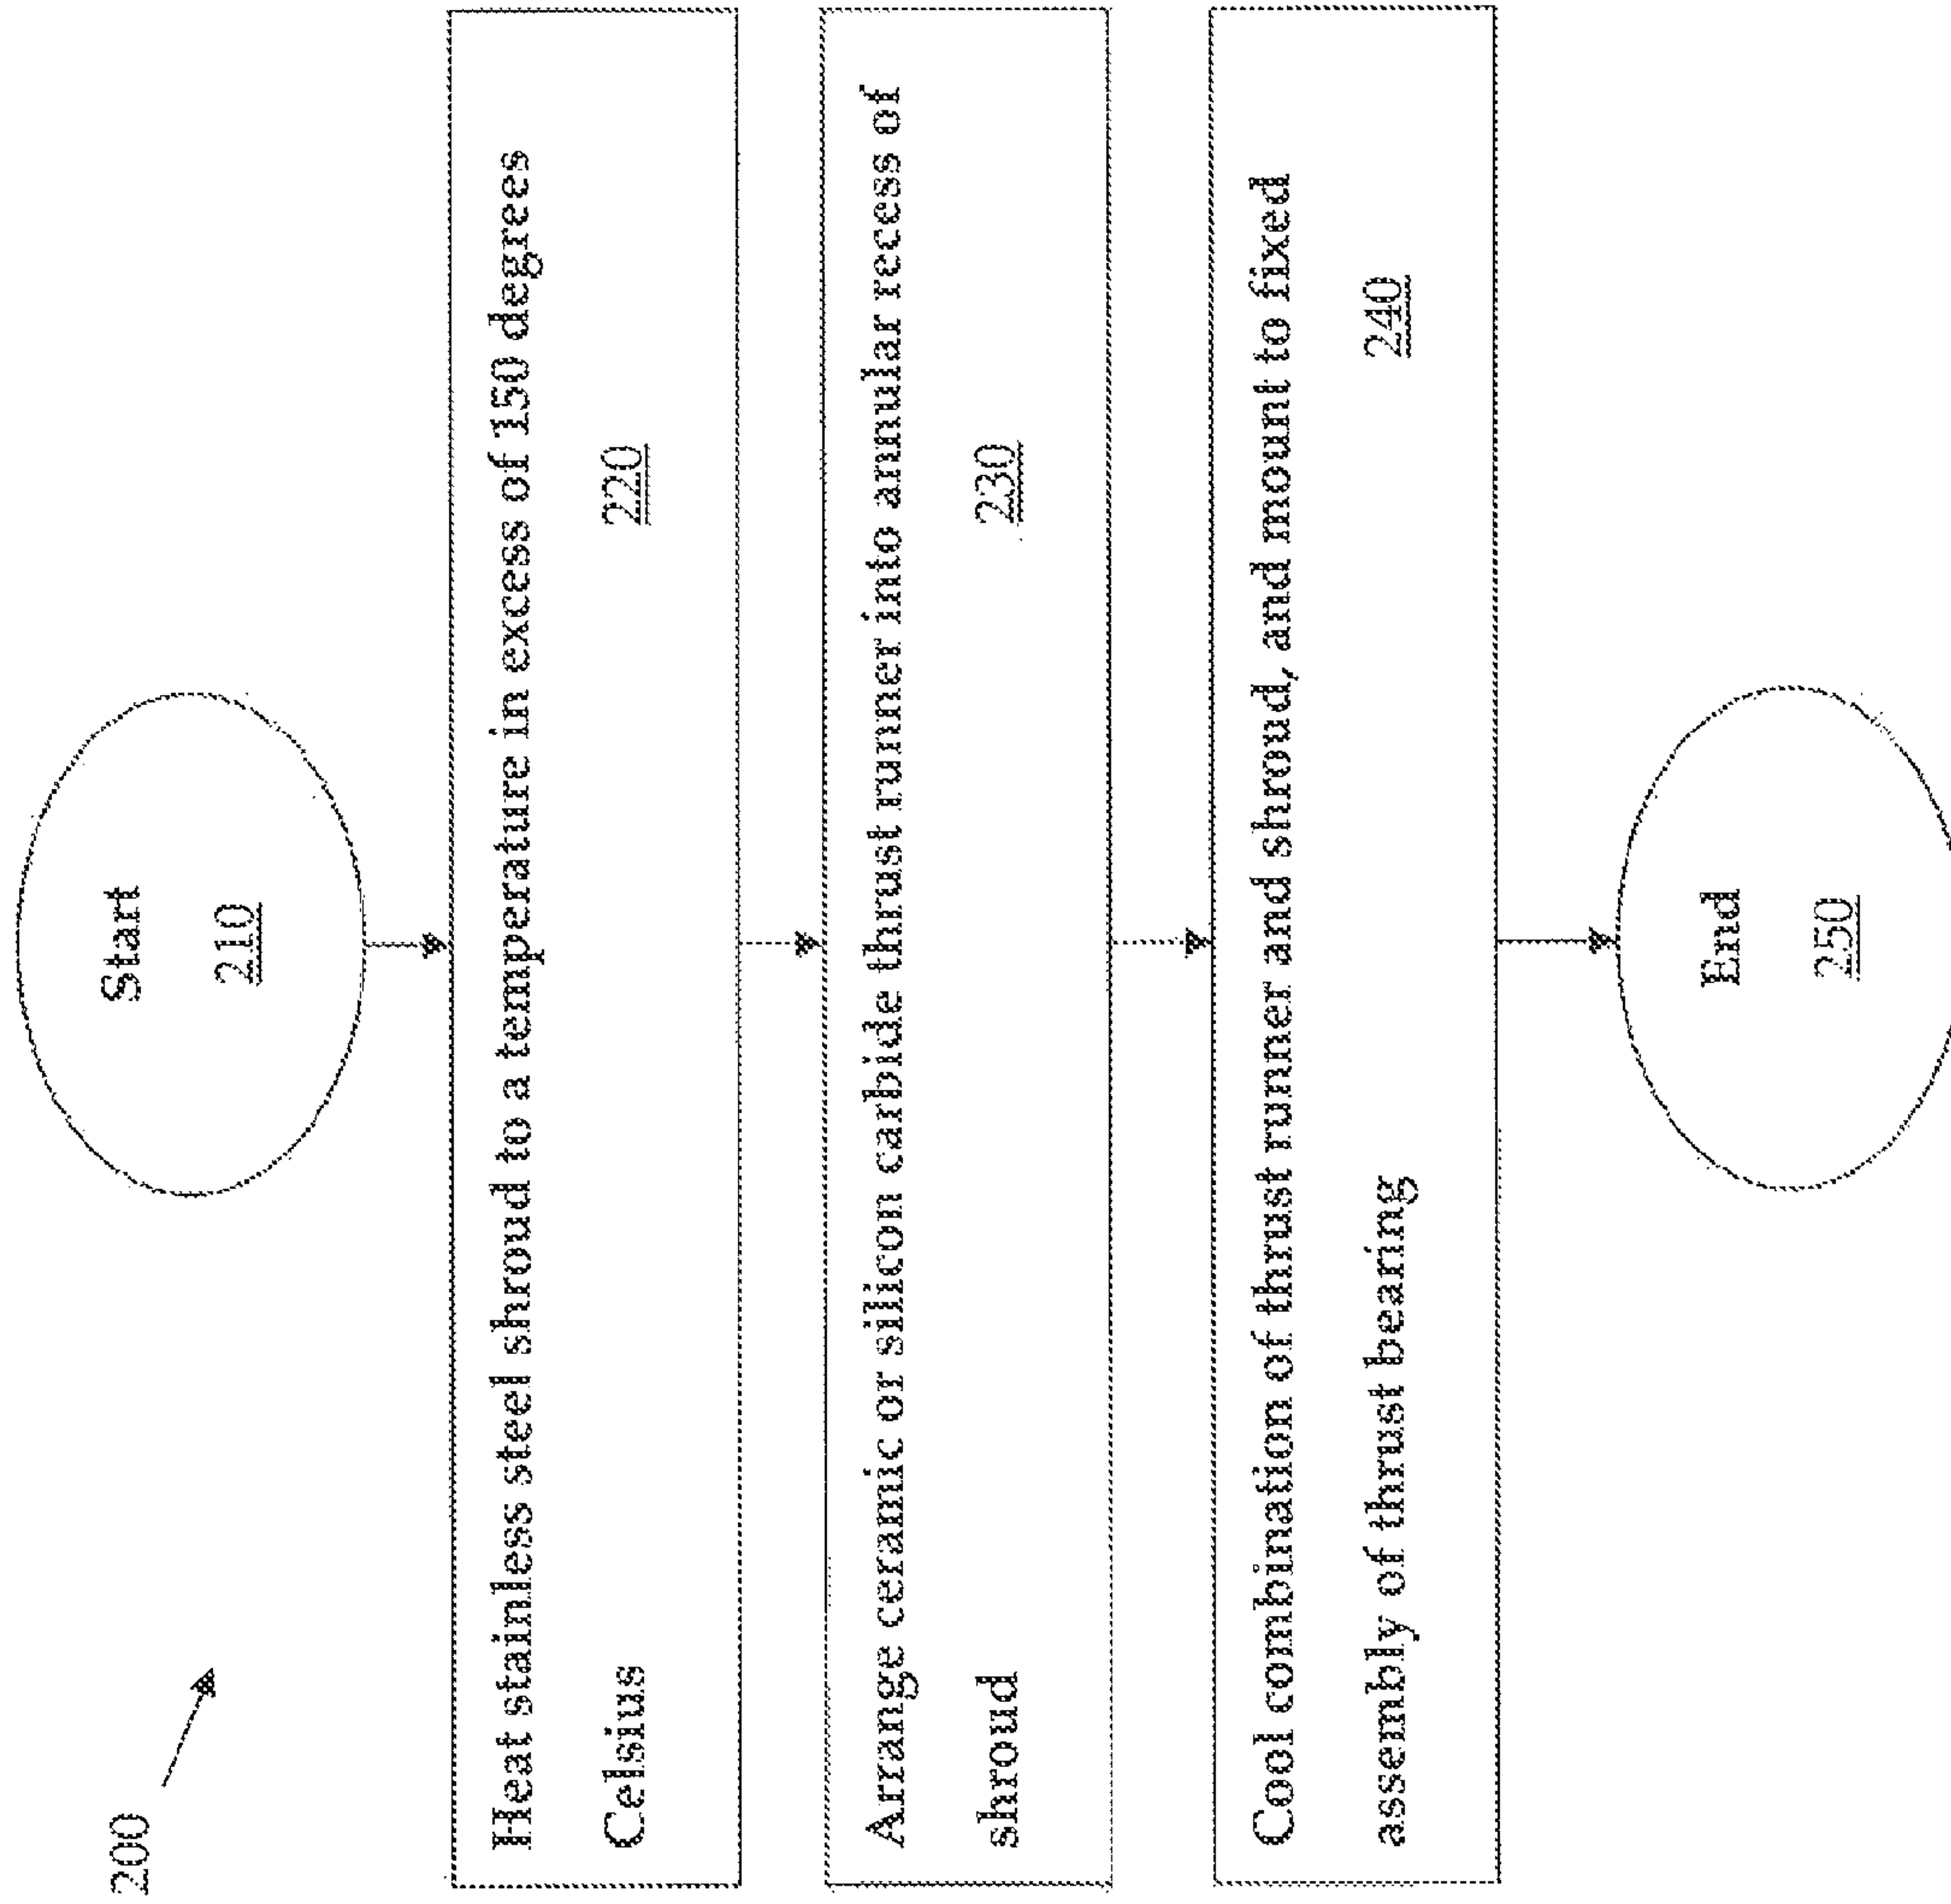 200
Start
210
Heat stainless steel shroud to a temperature in excess of 150 degrees
Celsius 220
Arrange ceramic or silicon carbide thrust runner into annular recess of
shroud 230
Cool combination of thrust runner and shroud, and mount to fixed
assembly of thrust bearing 240
End
250